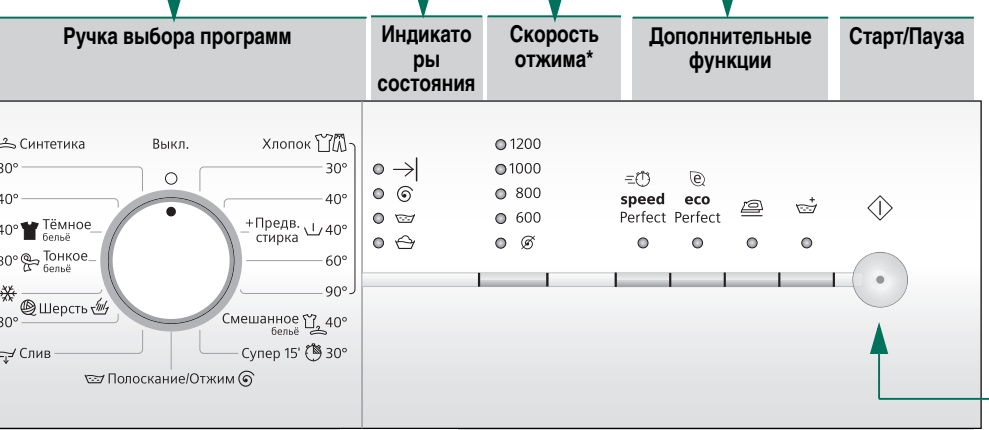 Ручка выбора программ
Индикато
ры
состояния
Скорость
отжима*
Дополнительные
функции
Старт/Пауза
Синтетика
Выкл.
Хлопок
30°
40°
+Предв.
стирка
40°
60°
90°
Смешанное
бельё
40°
Супер 15'
30°
Полоскание/Отжим
Слив
30°
Шерсть
30°
Тонкое
бельё
40°
Тёмное
бельё
40°
30°
1200
1000
800
600
speed
Perfect
eco
Perfect